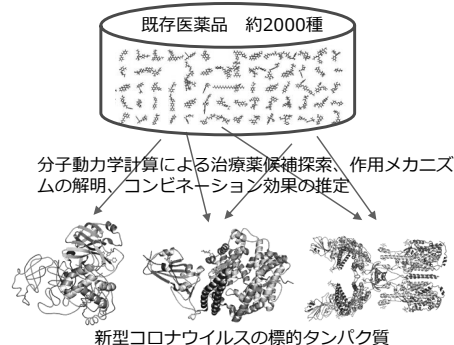 既存医薬品　約2000種
分子動力学計算による治療薬候補探索、作用メカニズ
ムの解明、コンビネーション効果の推定
新型コロナウイルスの標的タンパク質